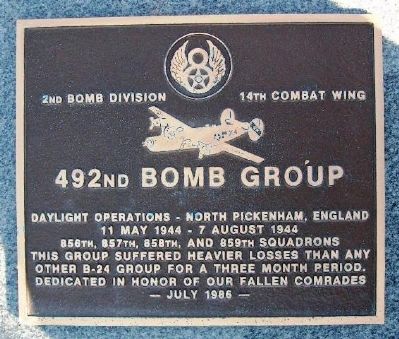 8
2ND BOMB DIVISION 14TH COMBAT WING
492ND BOMB GROUP
DAYLIGHT OPERATIONS - NORTH PICKENHAM, ENGLAND
11 MAY 1944 - 7 AUGUST 1944
856TH, 857TH, 858TH, AND 859TH SQUADRONS
THIS GROUP SUFFERED HEAVIER LOSSES THAN ANY
OTHER B-24 GROUP FOR A THREE MONTH PERIOD.
DEDICATED IN HONOR OF OUR FALLEN COMRADES
— JULY 1986 —